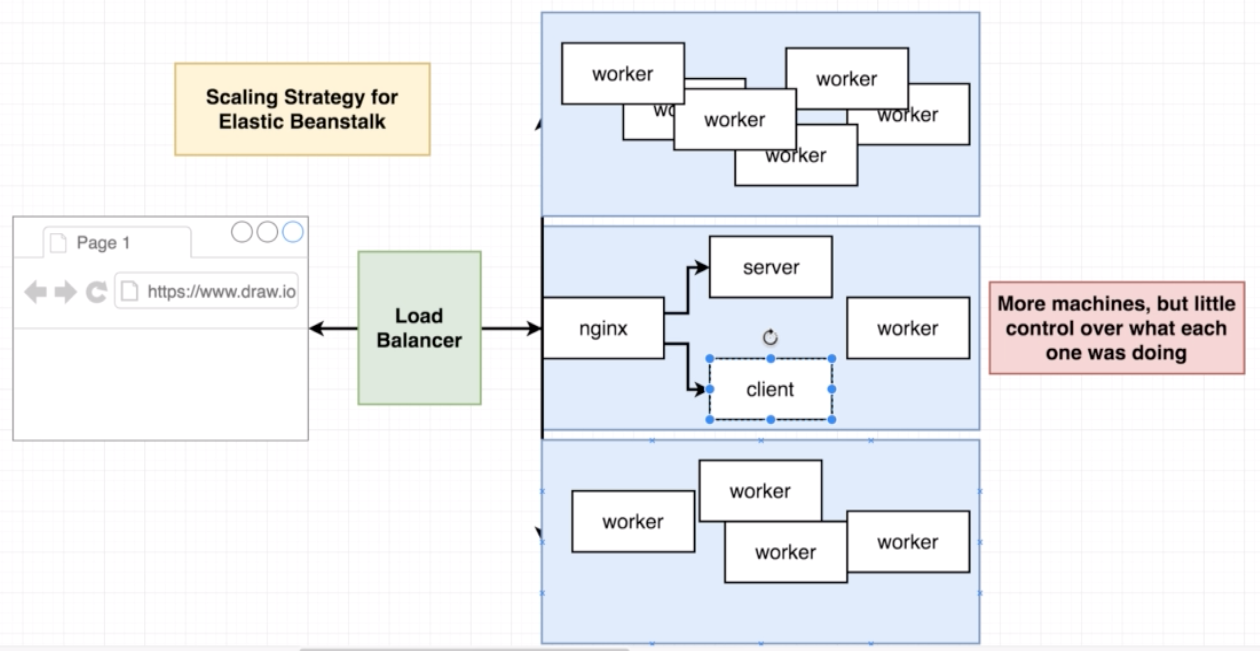 Scaling Strategy for
Elastic Beanstalk
Page 1
https://www.draw.io
Load
Balancer
worker
worker
worker
worker
worker
nginx
server
client
worker
worker
worker
worker
worker
More machines, but little
control over what each
one was doing